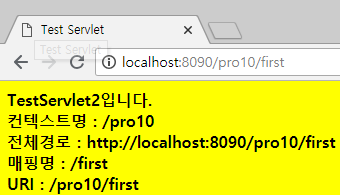 Test Servlet
Test Servlet
localhost:8090/pro10/first
TestServlet2입니다.
컨텍스트명 : /pro10
전체경로 : http://localhost:8090/pro10/first
매핑명 : /first
URI : /pro10/first